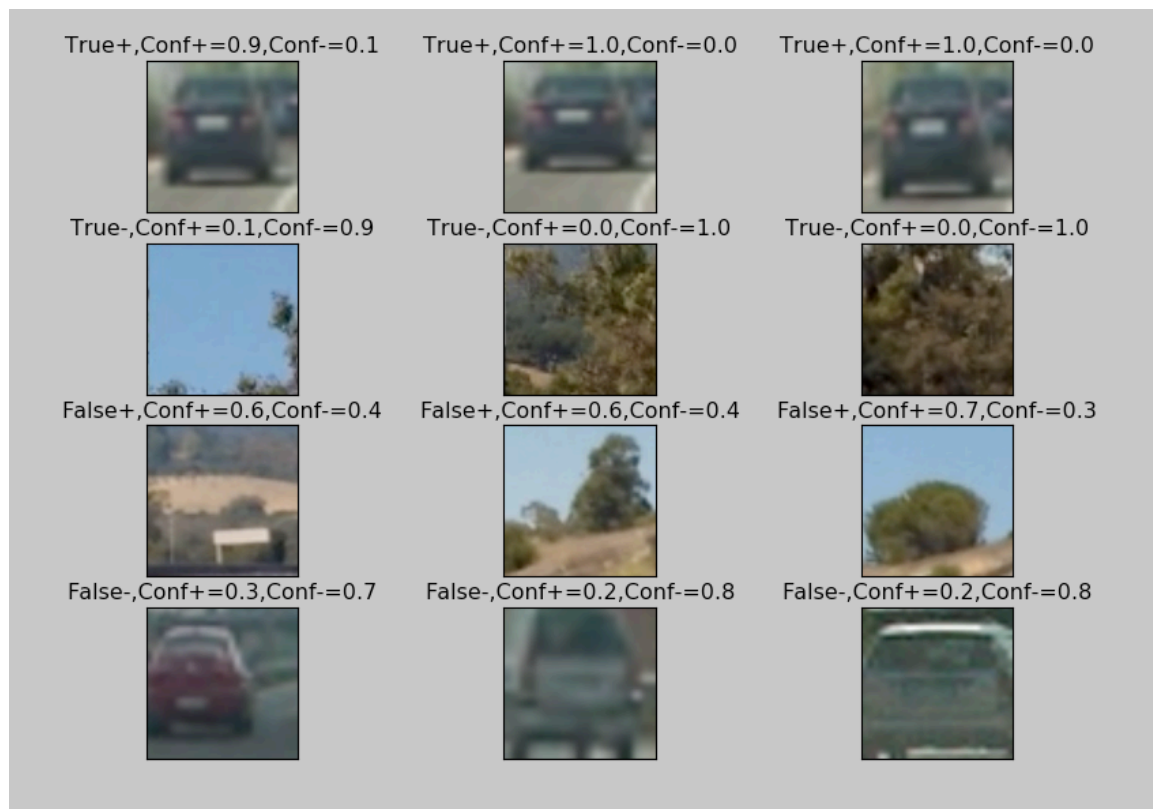 True+,Conf+=0.9,Conf-=0.1
True+,Conf+=1.0,Conf-=0.0
True+,Conf+=1.0,Conf-=0.0
True-,Conf+=0.1,Conf-=0.9
True-,Conf+=0.0,Conf-=1.0
True-,Conf+=0.0,Conf-=1.0
False+,Conf+=0.6,Conf-=0.4
False+,Conf+=0.6,Conf-=0.4
False+,Conf+=0.7,Conf-=0.3
False-,Conf+=0.3,Conf-=0.7
False-,Conf+=0.2,Conf-=0.8
False-,Conf+=0.2,Conf-=0.8